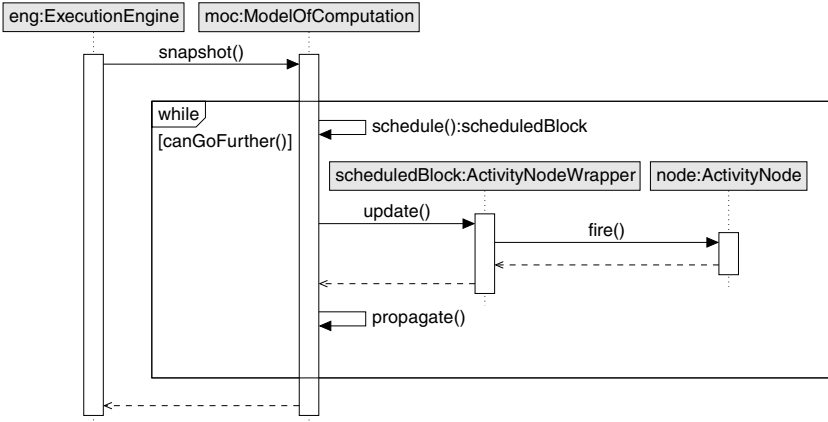 eng:ExecutionEngine
moc:ModelOfComputation
snapshot()
while
[canGoFurther()]
schedule():scheduledBlock
scheduledBlock:ActivityNodeWrapper
node:ActivityNode
update()
fire()
propagate()